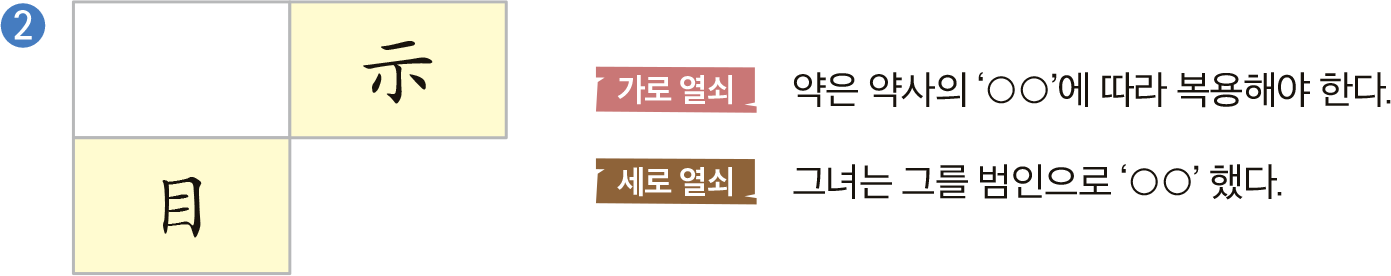 2
示
가로 열쇠 약은 약사의 ‘○○’에 따라 복용해야 한다.
目
세로 열쇠 그녀는 그를 범인으로 ‘○○’ 했다.